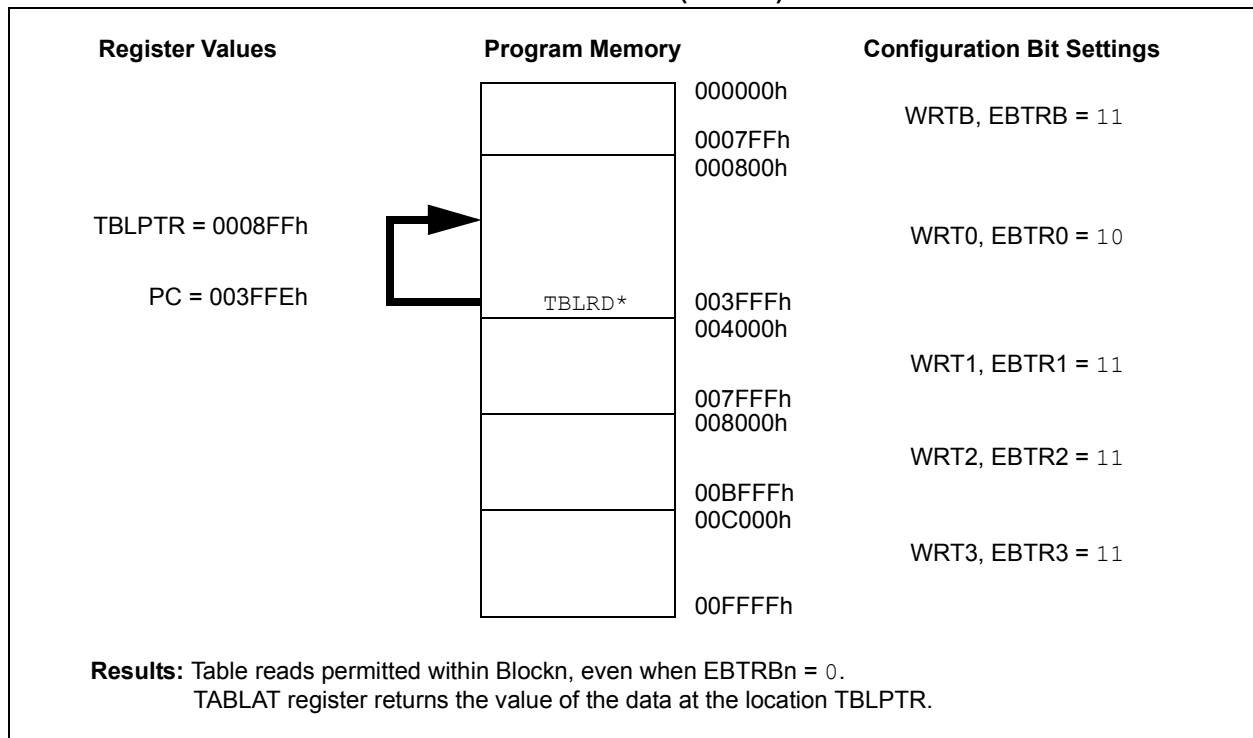 Register Values Program Memory Configuration Bit Settings
000000h
WRTB, EBTRB = 11
0007FFh
000800h
TBLPTR = 0008FFh
WRT0, EBTR0 = 10
PC = 003FFEh
TBLRD*
003FFFh
004000h
WRT1, EBTR1 = 11
007FFFh
008000h
WRT2, EBTR2 = 11
00BFFFh
00C000h
WRT3, EBTR3 = 11
00FFFFh
Results: Table reads permitted within Blockn, even when EBTRBn = 0.
TABLAT register returns the value of the data at the location TBLPTR.